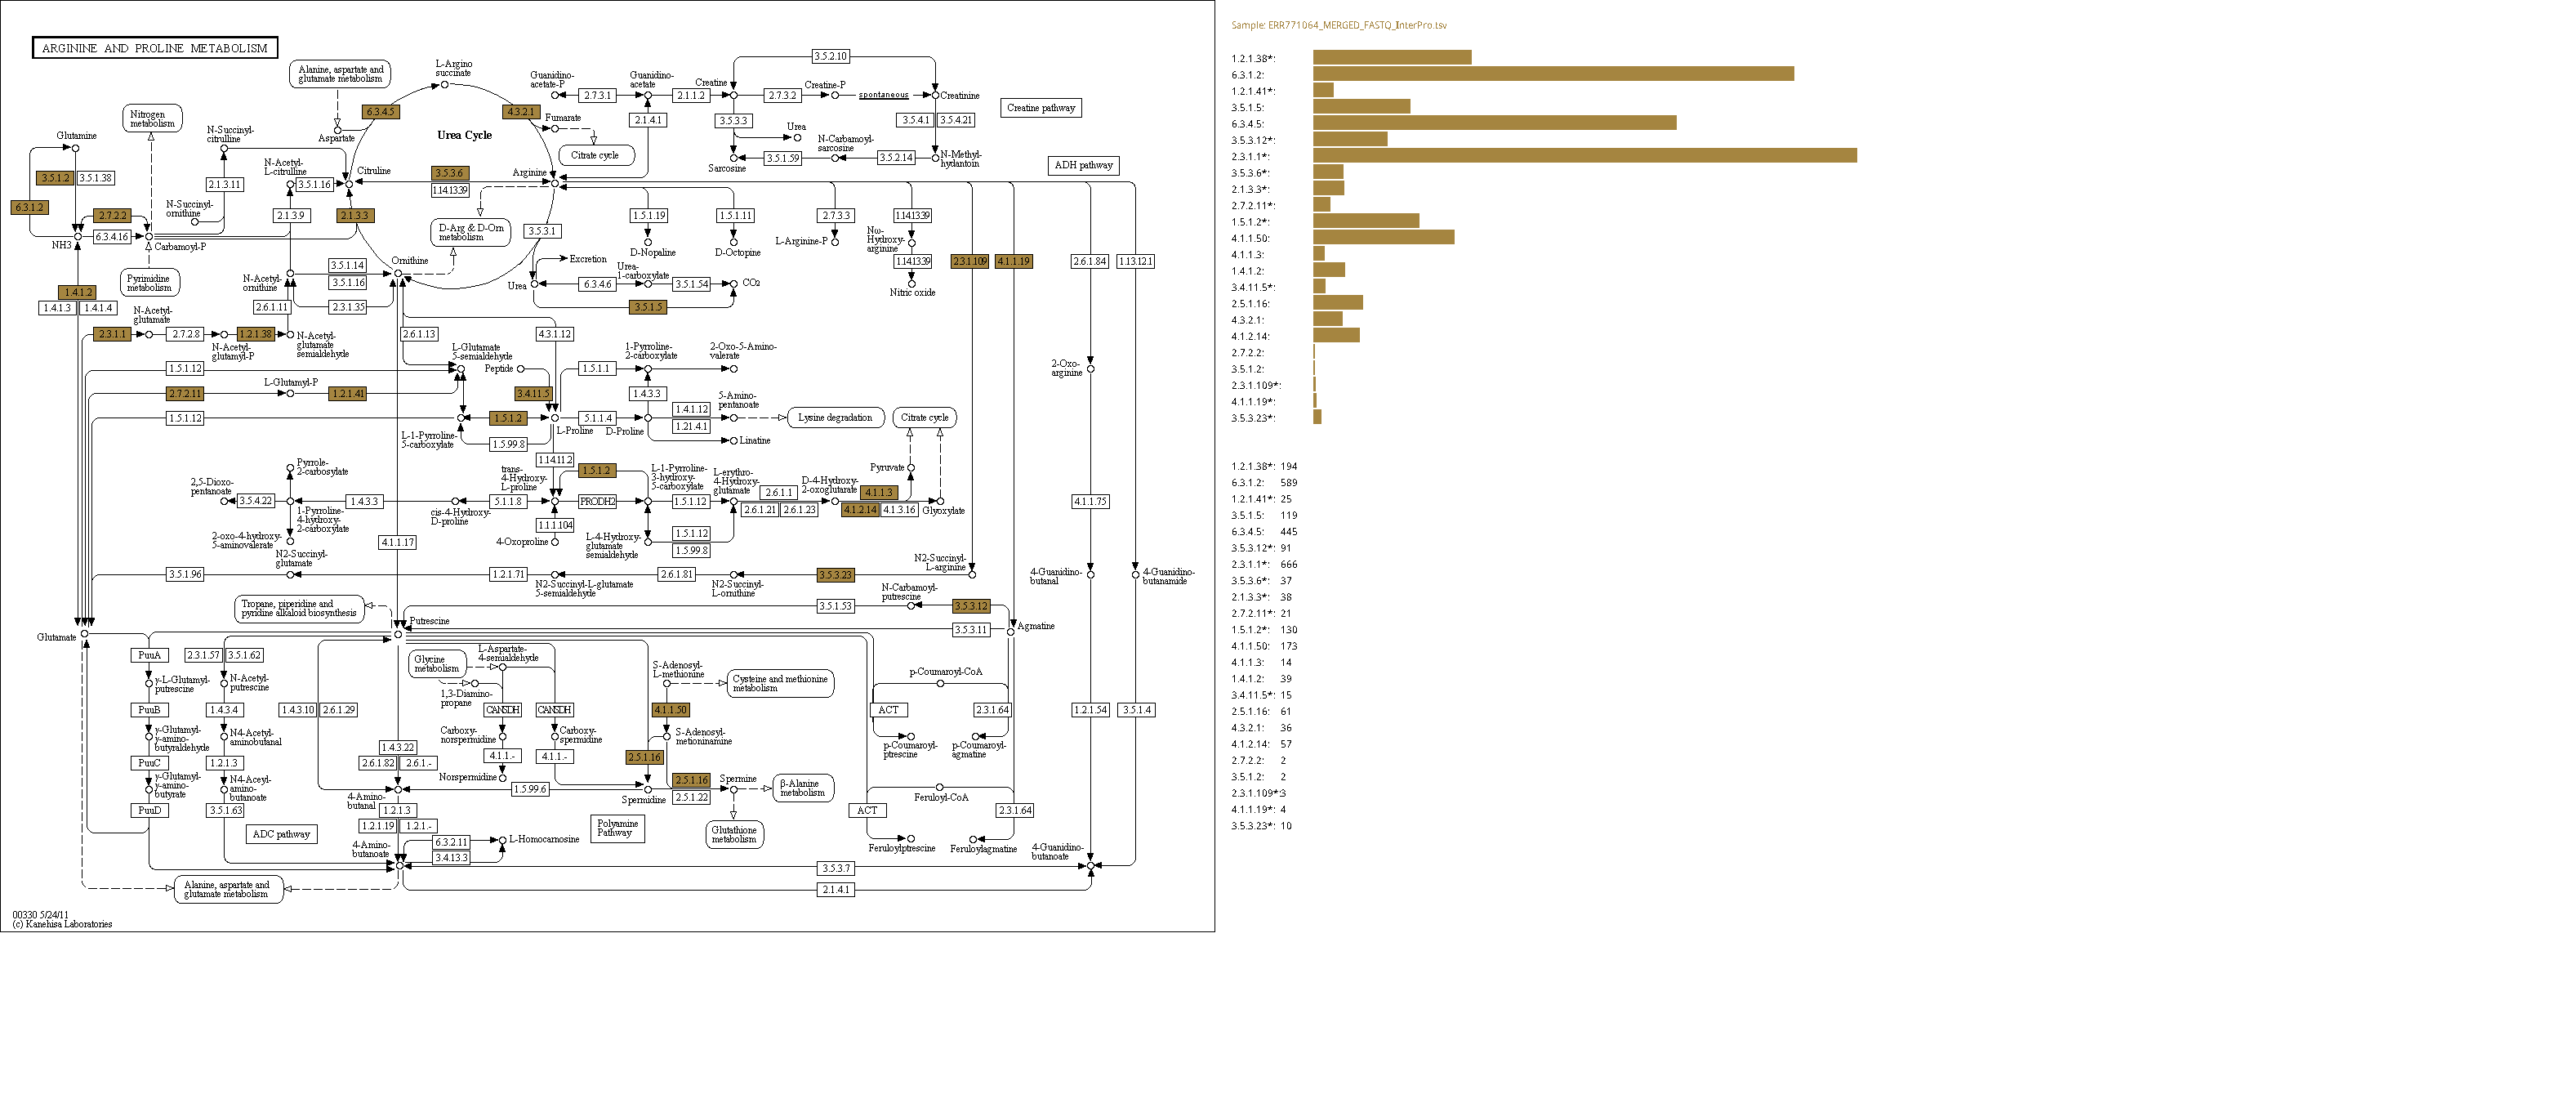 ARGININE AND PROLINE METABOLISM
Sample: ERR771064_MERGED_FASTQ_InterPro.tsv
Alanine, aspartate and
glutamate metabolism
L-Argino
succinate
Guanidino-
acetate-P
Guanidino-
acetate
Creatine
3.5.2.10
Creatine-P
spontaneous
Creatinine
Creatine pathway
2.7.3.1
2.1.1.2
2.7.3.2
6.3.4.5
4.3.2.1
Fumarate
2.1.4.1
3.5.3.3
Urea
3.5.4.1
3.5.4.21
Nitrogen
metabolism
Glutamine
N-Succinyl-
citrulline
Aspartate
Urea Cycle
Citrate cycle
N-Carbamoyl-
sarcosine
Sarcosine
3.5.1.59
3.5.2.14
N-Methyl-
hydantoin
ADH pathway
N-Acetyl-
L-citrulline
Citruline
3.5.3.6
1.14.13.39
Arginine
3.5.1.2
3.5.1.38
2.1.3.11
3.5.1.16
6.3.1.2
N-Succinyl-
ornithine
2.7.2.2
2.1.3.9
2.1.3.3
D-Arg & D-Orn
metabolism
3.5.3.1
1.5.1.19
1.5.1.11
2.7.3.3
1.14.13.39
NH3
6.3.4.16
Carbamoyl-P
D-Nopaline
D-Octopine
L-Arginine-P
Nω-
Hydroxy-
arginine
Excretion
1.14.13.39
2.3.1.109
4.1.1.19
2.6.1.84
1.13.12.1
Pyrimidine
metabolism
N-Acetyl-
ornithine
3.5.1.14
3.5.1.16
Ornithine
Urea
6.3.4.6
Urea-
1-carboxylate
3.5.1.54
CO2
Nitric oxide
1.4.1.2
1.4.1.3
1.4.1.4
2.6.1.11
2.3.1.35
3.5.1.5
N-Acetyl-
glutamate
2.3.1.1
2.7.2.8
1.2.1.38
N-Acetyl-
glutamyl-P
N-Acetyl-
glutamate
semialdehyde
2.6.1.13
4.3.1.12
L-Glutamate
5-semialdehyde
1-Pyrroline-
2-carboxylate
2-Oxo-5-Amino-
valerate
1.5.1.12
Peptide
1.5.1.1
2-Oxo-
arginine
L-Glutamyl-P
2.7.2.11
1.2.1.41
3.4.11.5
1.4.3.3
5-Amino-
pentanoate
1.5.1.12
1.5.1.2
L-Proline
5.1.1.4
D-Proline
1.4.1.12
1.21.4.1
Lysine degradation
Citrate cycle
L-1-Pyrroline-
5-carboxylate
1.5.99.8
Linatine
1.14.11.2
Pyrrole-
2-carbosylate
trans-
4-Hydroxy-
L-proline
1.5.1.2
L-1-Pyrroline-
3-hydroxy-
5-carboxylate
L-erythro-
4-Hydroxy-
glutamate
D-4-Hydroxy-
2-oxoglutarate
Pyruvate
2,5-Dioxo-
pentanoate
3.5.4.22
1.4.3.3
5.1.1.8
PRODH2
1.5.1.12
2.6.1.1
2.6.1.21
2.6.1.23
4.1.1.3
4.1.2.14
4.1.3.16
Glyoxylate
4.1.1.75
1-Pyrroline-
4-hydroxy-
2-carboxylate
cis-4-Hydroxy-
D-proline
1.1.1.104
2-oxo-4-hydroxy-
5-aminovalerate
4.1.1.17
4-Oxoproline
L-4-Hydroxy-
glutamate
semialdehyde
1.5.1.12
1.5.99.8
N2-Succinyl-
glutamate
N2-Succinyl-
L-arginine
3.5.1.96
1.2.1.71
N2-Succinyl-L-glutamate
5-semialdehyde
2.6.1.81
N2-Succinyl-
L-ornithine
3.5.3.23
4-Guanidino-
butanal
4-Guanidino-
butanamide
Tropane, piperidine and
pyridine alkaloid biosynthesis
3.5.1.53
N-Carbamoyl-
putrescine
3.5.3.12
Glutamate
Putrescine
3.5.3.11
Agmatine
PuuA
2.3.1.57
3.5.1.62
Glycine
metabolism
L-Aspartate-
4-semialdehyde
S-Adenosyl-
L-methionine
Cysteine and methionine
metabolism
p-Coumaroyl-CoA
γ-L-Glutamyl-
putrescine
N-Acetyl-
putrescine
1,3-Diamino-
propane
PuuB
1.4.3.4
1.4.3.10
2.6.1.29
CANSDH
CANSDH
4.1.1.50
ACT
2.3.1.64
1.2.1.54
3.5.1.4
γ-Glutamyl-
γ-amino-
butyraldehyde
N4-Acetyl-
aminobutanal
Carboxy-
norspermidine
Carboxy-
spermidine
S-Adenosyl-
metioninamine
p-Coumaroyl-
ptrescine
p-Coumaroyl-
agmatine
1.4.3.22
PuuC
1.2.1.3
2.6.1.82
2.6.1.-
4.1.1.-
4.1.1.-
2.5.1.16
γ-Glutamyl-
γ-amino-
butyrate
N4-Aceyl-
amino-
butanoate
Norspermidine
2.5.1.16
2.5.1.22
Spermine
β-Alanine
metabolism
4-Amino-
butanal
1.5.99.6
Spermidine
Feruloyl-CoA
PuuD
3.5.1.63
1.2.1.3
1.2.1.19
1.2.1.-
ACT
2.3.1.64
ADC pathway
Polyamine
Pathway
Glutathione
metabolism
4-Amino-
butanoate
6.3.2.11
3.4.13.3
L-Homocarnosine
Feruloylptrescine
Feruloylagmatine
4-Guanidino-
butanoate
3.5.3.7
Alanine, aspartate and
glutamate metabolism
2.1.4.1
00330 5/24/11
(c) Kanehisa Laboratories
1.2.1.38*:
6.3.1.2:
1.2.1.41*:
3.5.1.5:
6.3.4.5:
3.5.3.12*:
2.3.1.1*:
3.5.3.6*:
2.1.3.3*:
2.7.2.11*:
1.5.1.2*:
4.1.1.50:
4.1.1.3:
1.4.1.2:
3.4.11.5*:
2.5.1.16:
4.3.2.1:
4.1.2.14:
2.7.2.2:
3.5.1.2:
2.3.1.109*:
4.1.1.19*:
3.5.3.23*:
1.2.1.38*: 194
6.3.1.2: 589
1.2.1.41*: 25
3.5.1.5: 119
6.3.4.5: 445
3.5.3.12*: 91
2.3.1.1*: 666
3.5.3.6*: 37
2.1.3.3*: 38
2.7.2.11*: 21
1.5.1.2*: 130
4.1.1.50: 173
4.1.1.3: 14
1.4.1.2: 39
3.4.11.5*: 15
2.5.1.16: 61
4.3.2.1: 36
4.1.2.14: 57
2.7.2.2: 2
3.5.1.2: 2
2.3.1.109*:3
4.1.1.19*: 4
3.5.3.23*: 10